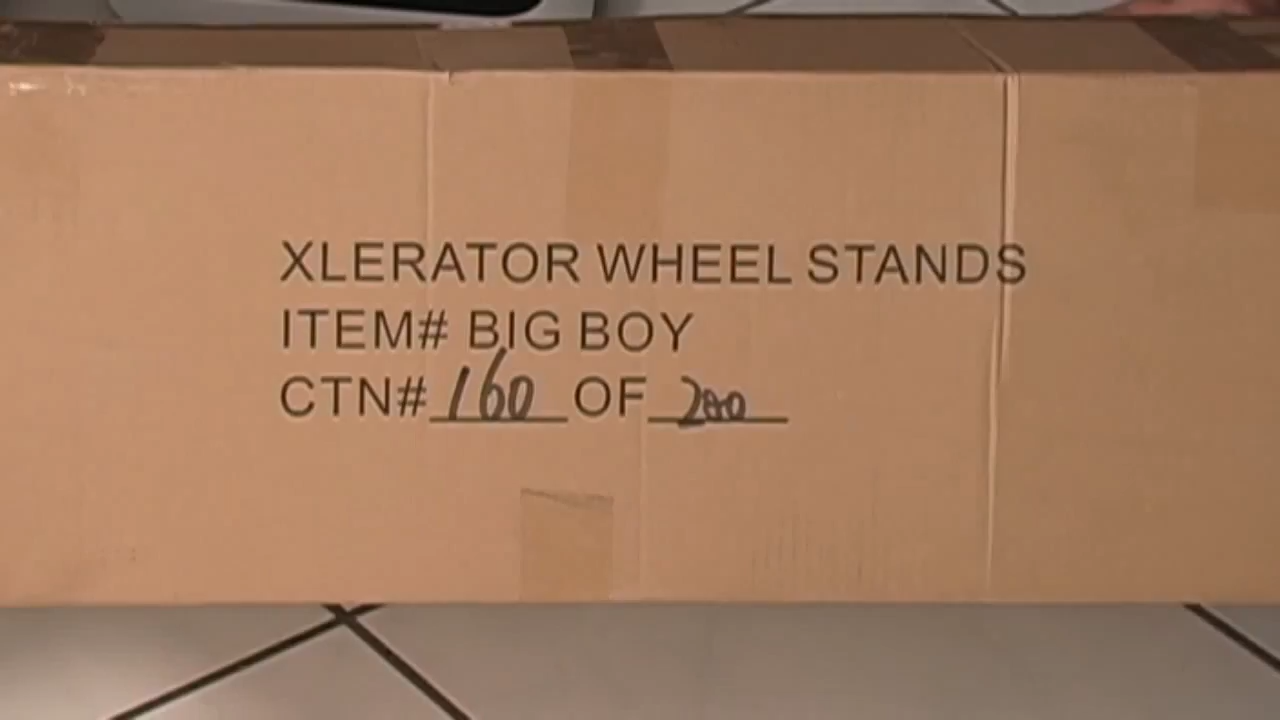 XLERATOR WHEEL STANDS
ITEM# BIG BOY
CTN# 160 OF 200